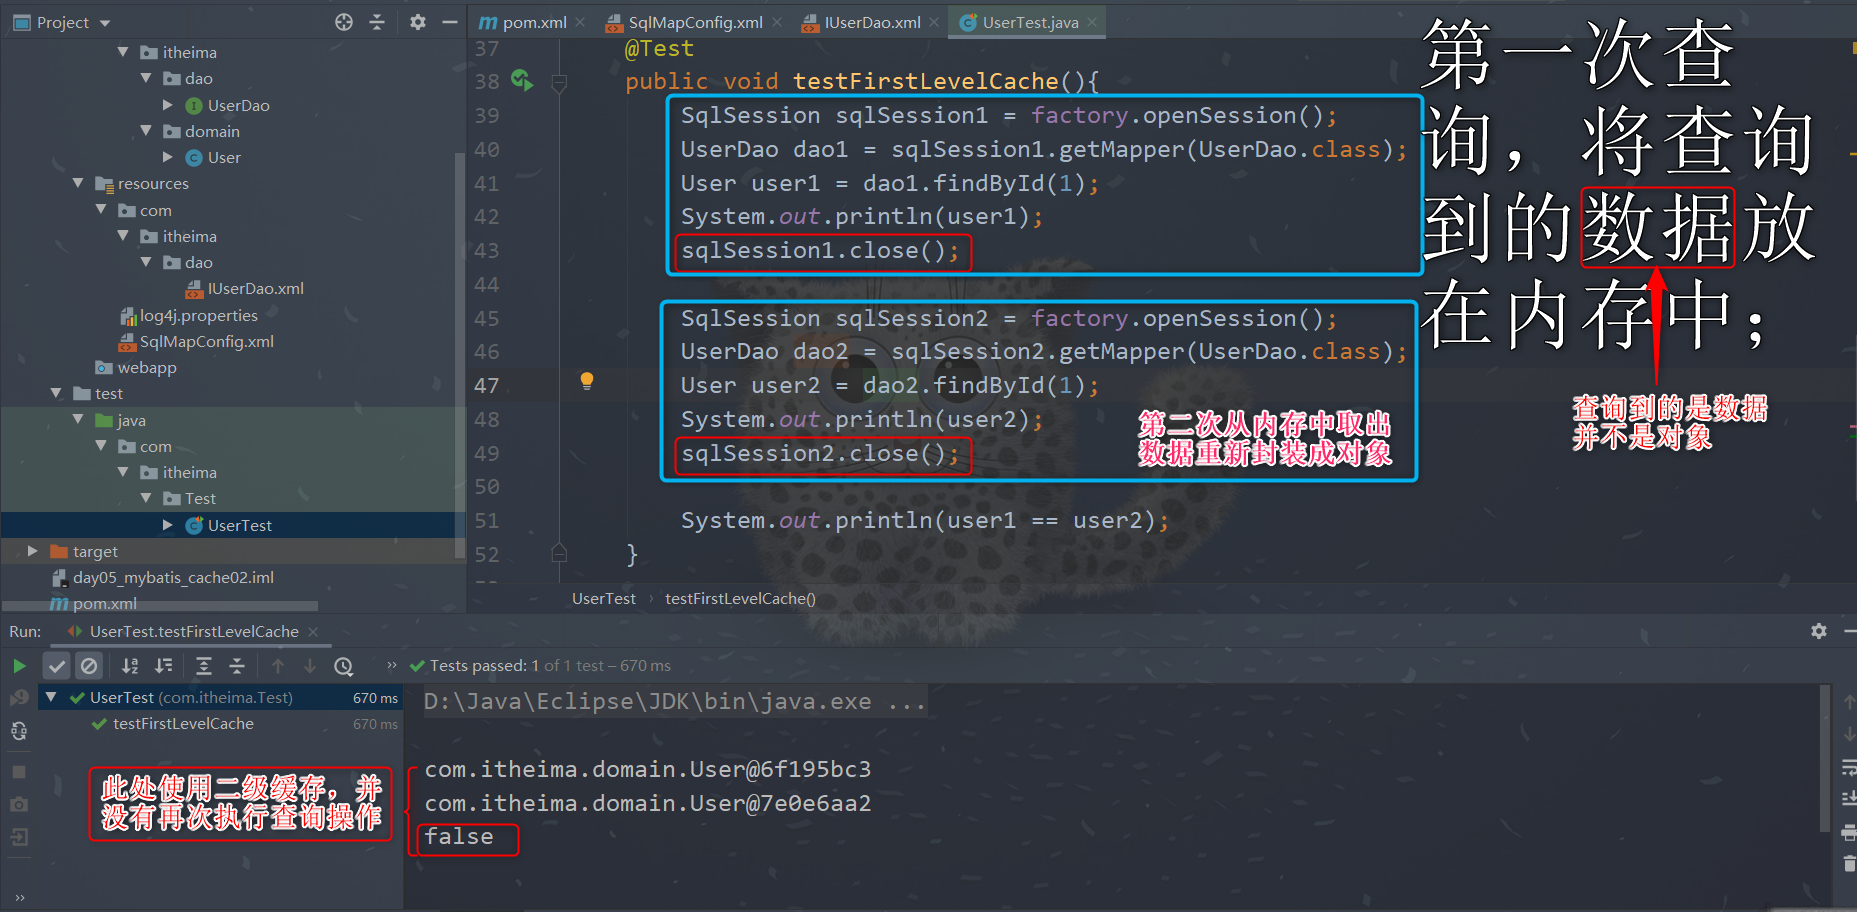 Project
pom.xml
SqlMapConfig.xml
IUserDao.xml
UserTest.java
itheima
dao
UserDao
domain
User
resources
com
itheima
dao
IUserDao.xml
log4j.properties
SqlMapConfig.xml
webapp
test
java
com
itheima
Test
UserTest
target
day05_mybatis_cache02.iml
pom.xml
37 @Test
38 public void testFirstLevelCache(){
39 SqlSession sqlSession1 = factory.openSession();
40 UserDao dao1 = sqlSession1.getMapper(UserDao.class);
41 User user1 = dao1.findById(1);
42 System.out.println(user1);
43 sqlSession1.close();
44
45 SqlSession sqlSession2 = factory.openSession();
46 UserDao dao2 = sqlSession2.getMapper(UserDao.class);
47 User user2 = dao2.findById(1);
48 System.out.println(user2);
49 sqlSession2.close();
50
51 System.out.println(user1 == user2);
52 }
第一次查
询，将查询
到的数据放
在内存中；
查询到的是数据
并不是对象
第二次从内存中取出
数据重新封装成对象
UserTest › testFirstLevelCache()
Run: UserTest.testFirstLevelCache
Tests passed: 1 of 1 test – 670 ms
UserTest (com.itheima.Test) 670 ms
testFirstLevelCache 670 ms
D:\Java\Eclipse\JDK\bin\java.exe ...
com.itheima.domain.User@6f195bc3
com.itheima.domain.User@7e0e6aa2
false
此处使用二级缓存，并
没有再次执行查询操作